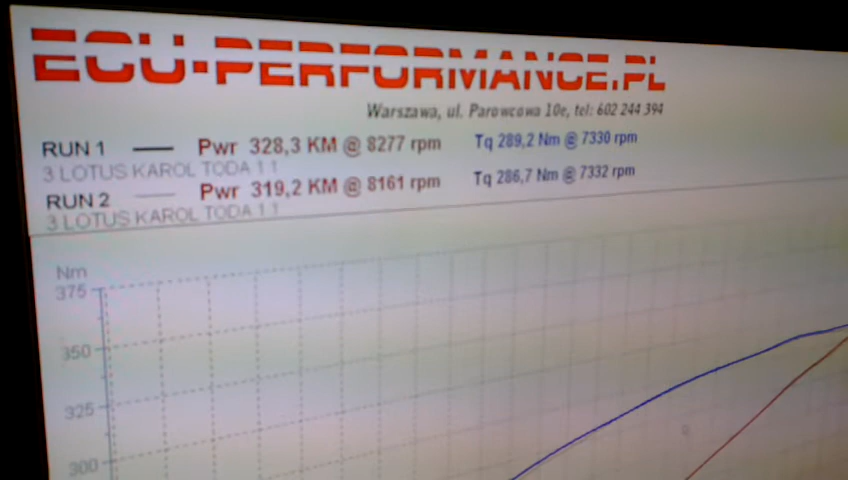 ECU-PERFORMANCE.PL
Warszawa, ul. Parowcowa 10e, tel: 602 244 394
RUN 1 Pwr 328,3 KM @ 8277 rpm Tq 289,2 Nm @ 7330 rpm
3 LOTUS KAROL TODA 1 1
RUN 2 Pwr 319,2 KM @ 8161 rpm Tq 286,7 Nm @ 7332 rpm
3 LOTUS KAROL TODA 1 1
Nm
375
350
325
300